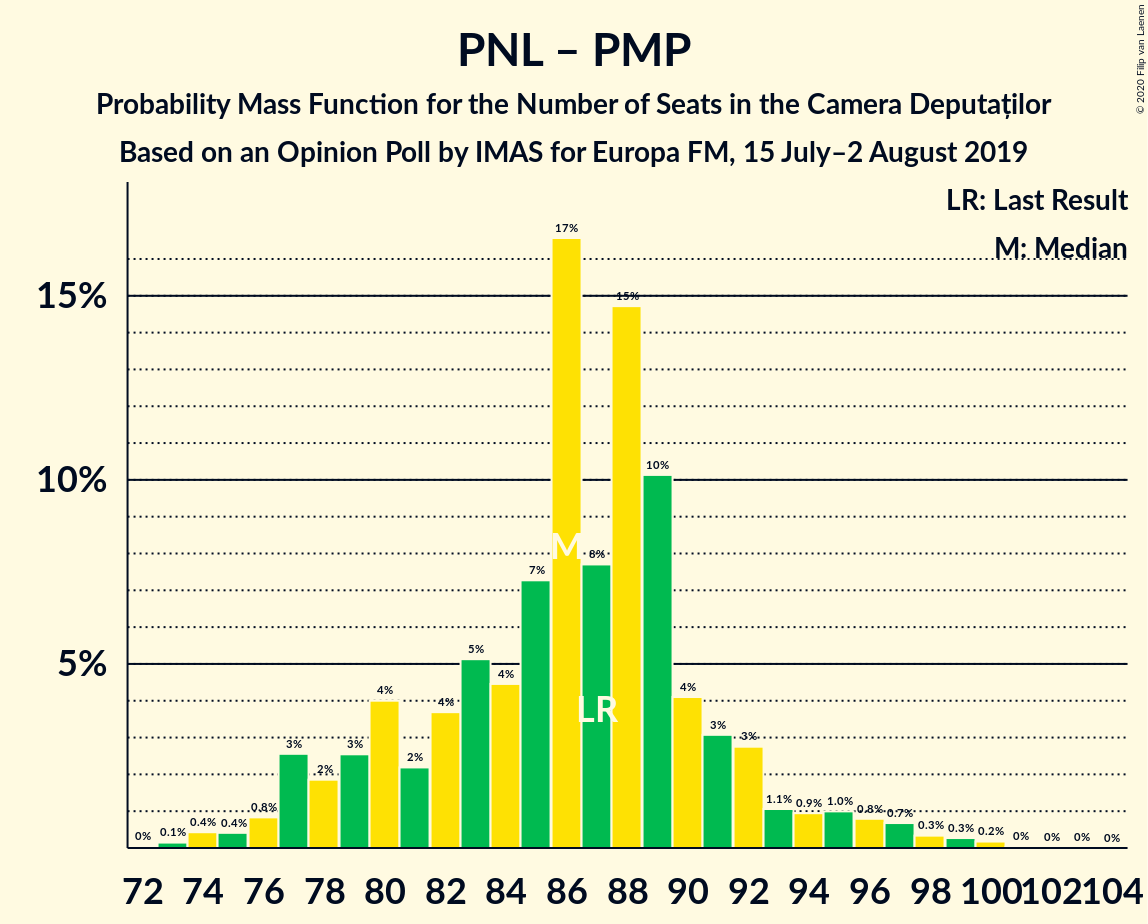 PNL – PMP
Probability Mass Function for the Number of Seats in the Camera Deputaților
Based on an Opinion Poll by IMAS for Europa FM, 15 July–2 August 2019
© 2020 Filip van Laenen
LR: Last Result
M: Median
15%
10%
5%
0% 0.1% 0.4% 0.4% 0.8% 3% 2% 3% 4% 2% 4% 5% 4% 7% 17% 8% 15% 10% 4% 3% 3% 1.1% 0.9% 1.0% 0.8% 0.7% 0.3% 0.3% 0.2% 0% 0% 0% 0%
M
LR
72 74 76 78 80 82 84 86 88 90 92 94 96 98 100 102 104